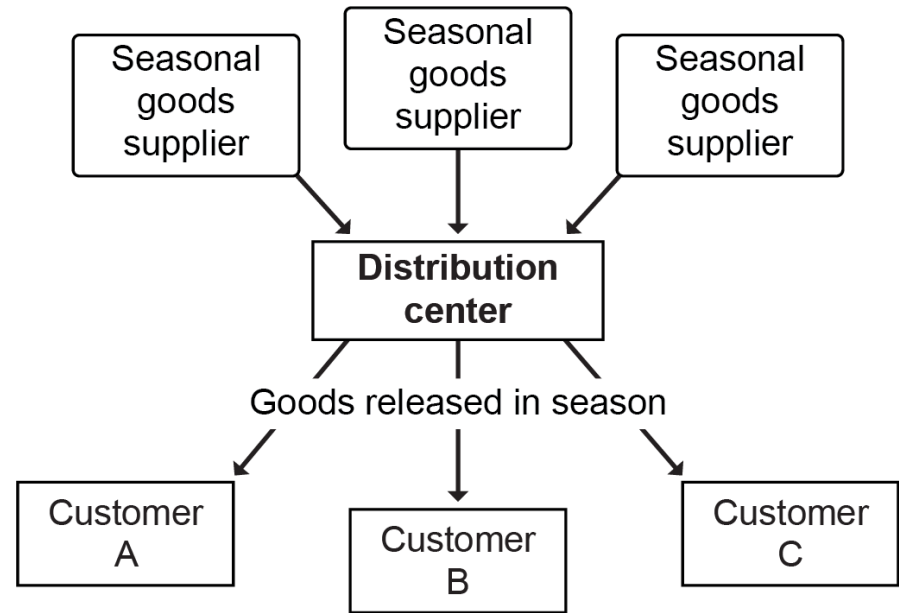 Seasonal
goods
supplier
Seasonal
goods
supplier
Seasonal
goods
supplier
Distribution
center
Goods released in season
Customer
A
Customer
B
Customer
C